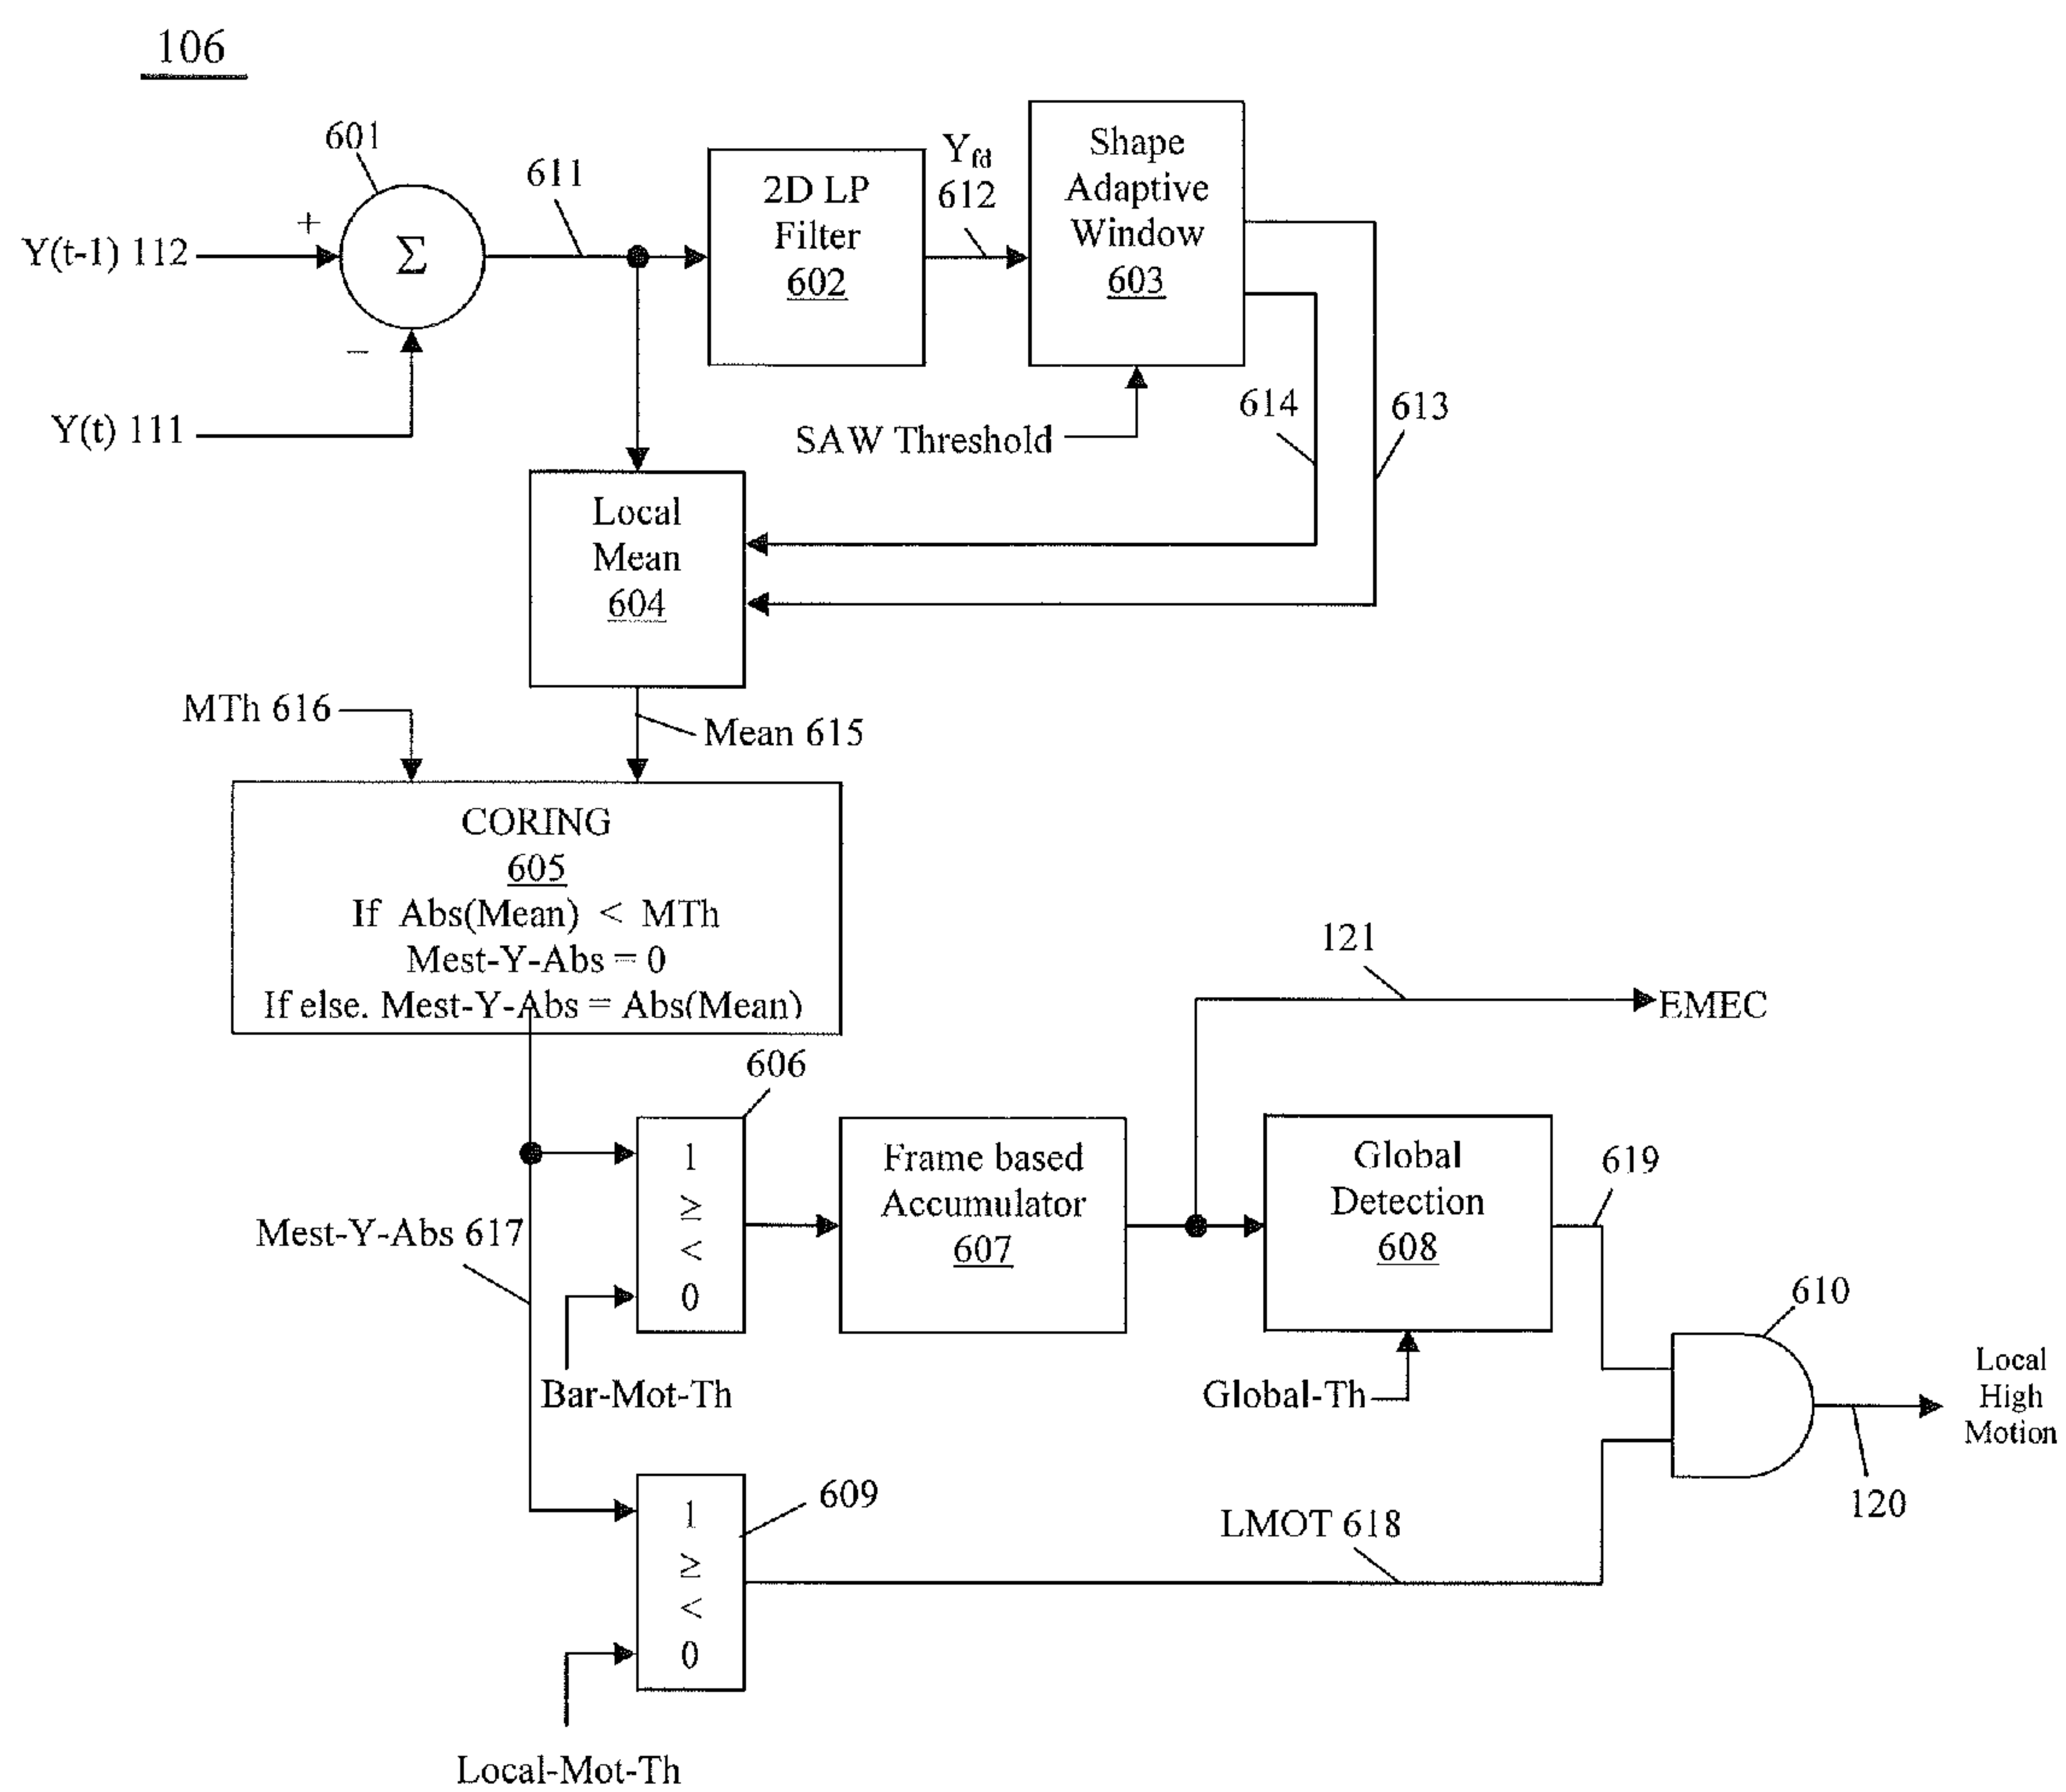 106
601
611
+
Σ
−
Y(t-1) 112
Y(t) 111
2D LP
Filter
602
Yfd
612
Shape
Adaptive
Window
603
SAW Threshold
614
613
Local
Mean
604
MTh 616
Mean 615
CORING
605
If Abs(Mean) < MTh
Mest-Y-Abs = 0
If else, Mest-Y-Abs = Abs(Mean)
121
EMEC
606
1
≥
<
0
Frame based
Accumulator
607
Global
Detection
608
619
Mest-Y-Abs 617
Bar-Mot-Th
Global-Th
610
Local
High
Motion
120
609
1
≥
<
0
LMOT 618
Local-Mot-Th